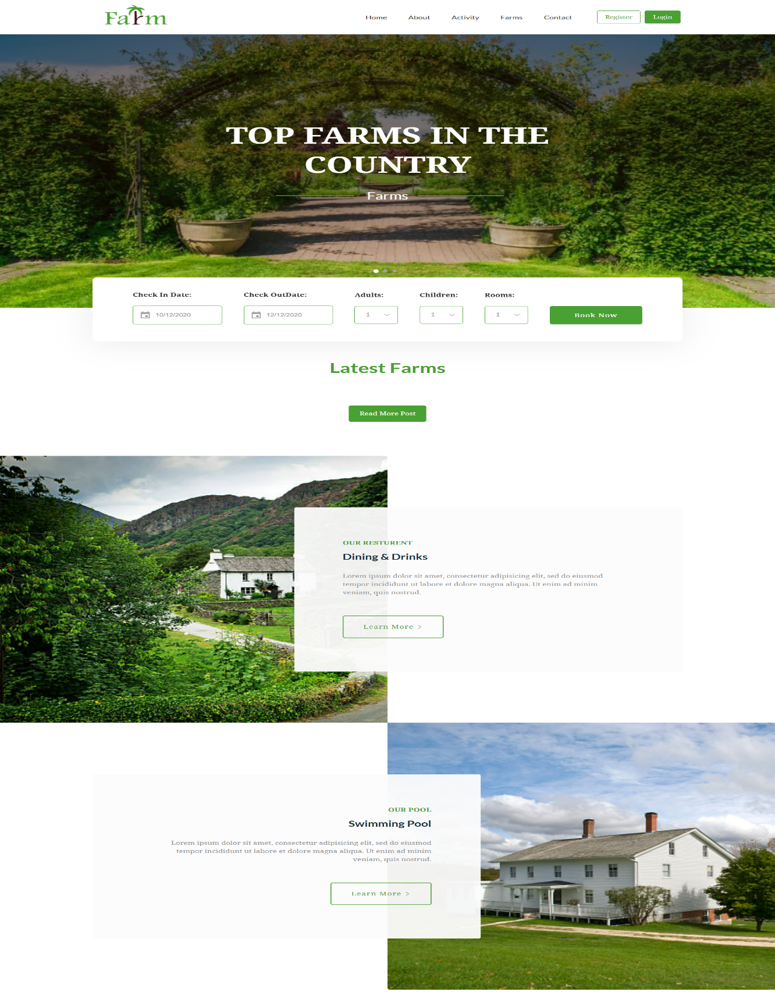 Farm
Home About Activity Farms Contact Register Login
TOP FARMS IN THE
COUNTRY
Farms
Check In Date: Check OutDate: Adults: Children: Rooms:
10/12/2020 12/12/2020 1 1 1 Book Now
Latest Farms
Read More Post
OUR RESTURENT
Dining & Drinks
Lorem ipsum dolor sit amet, consectetur adipisicing elit, sed do eiusmod
tempor incididunt ut labore et dolore magna aliqua. Ut enim ad minim
veniam, quis nostrud.
Learn More >
OUR POOL
Swimming Pool
Lorem ipsum dolor sit amet, consectetur adipisicing elit, sed do eiusmod
tempor incididunt ut labore et dolore magna aliqua. Ut enim ad minim
veniam, quis nostrud.
Learn More >